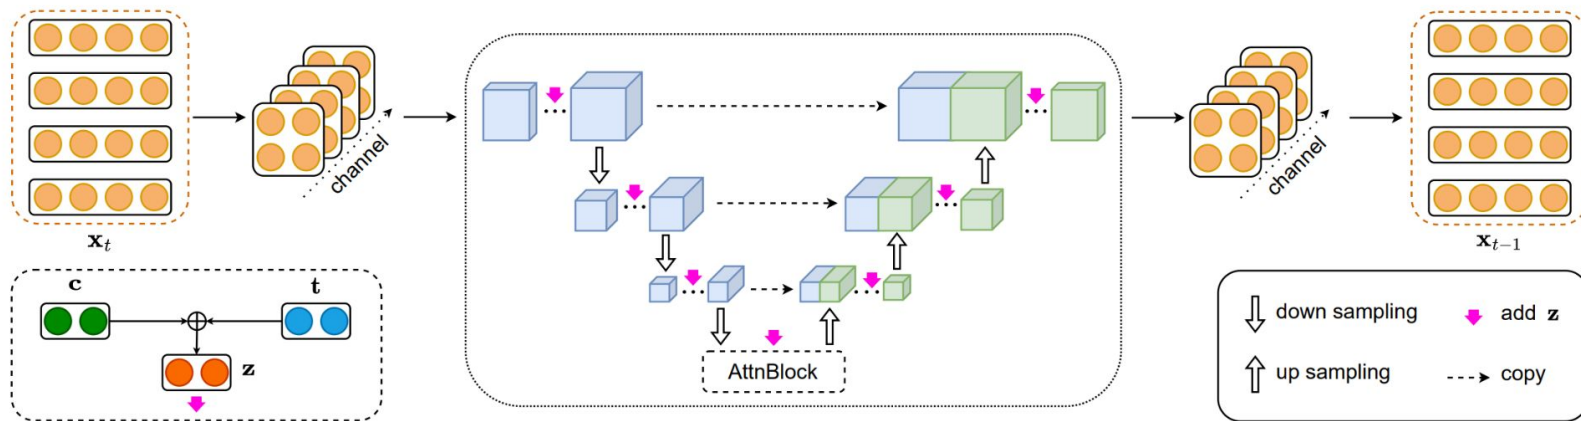 x_t
channel
c
t
z
AttnBlock
channel
x_{t-1}
down sampling
add z
up sampling
copy